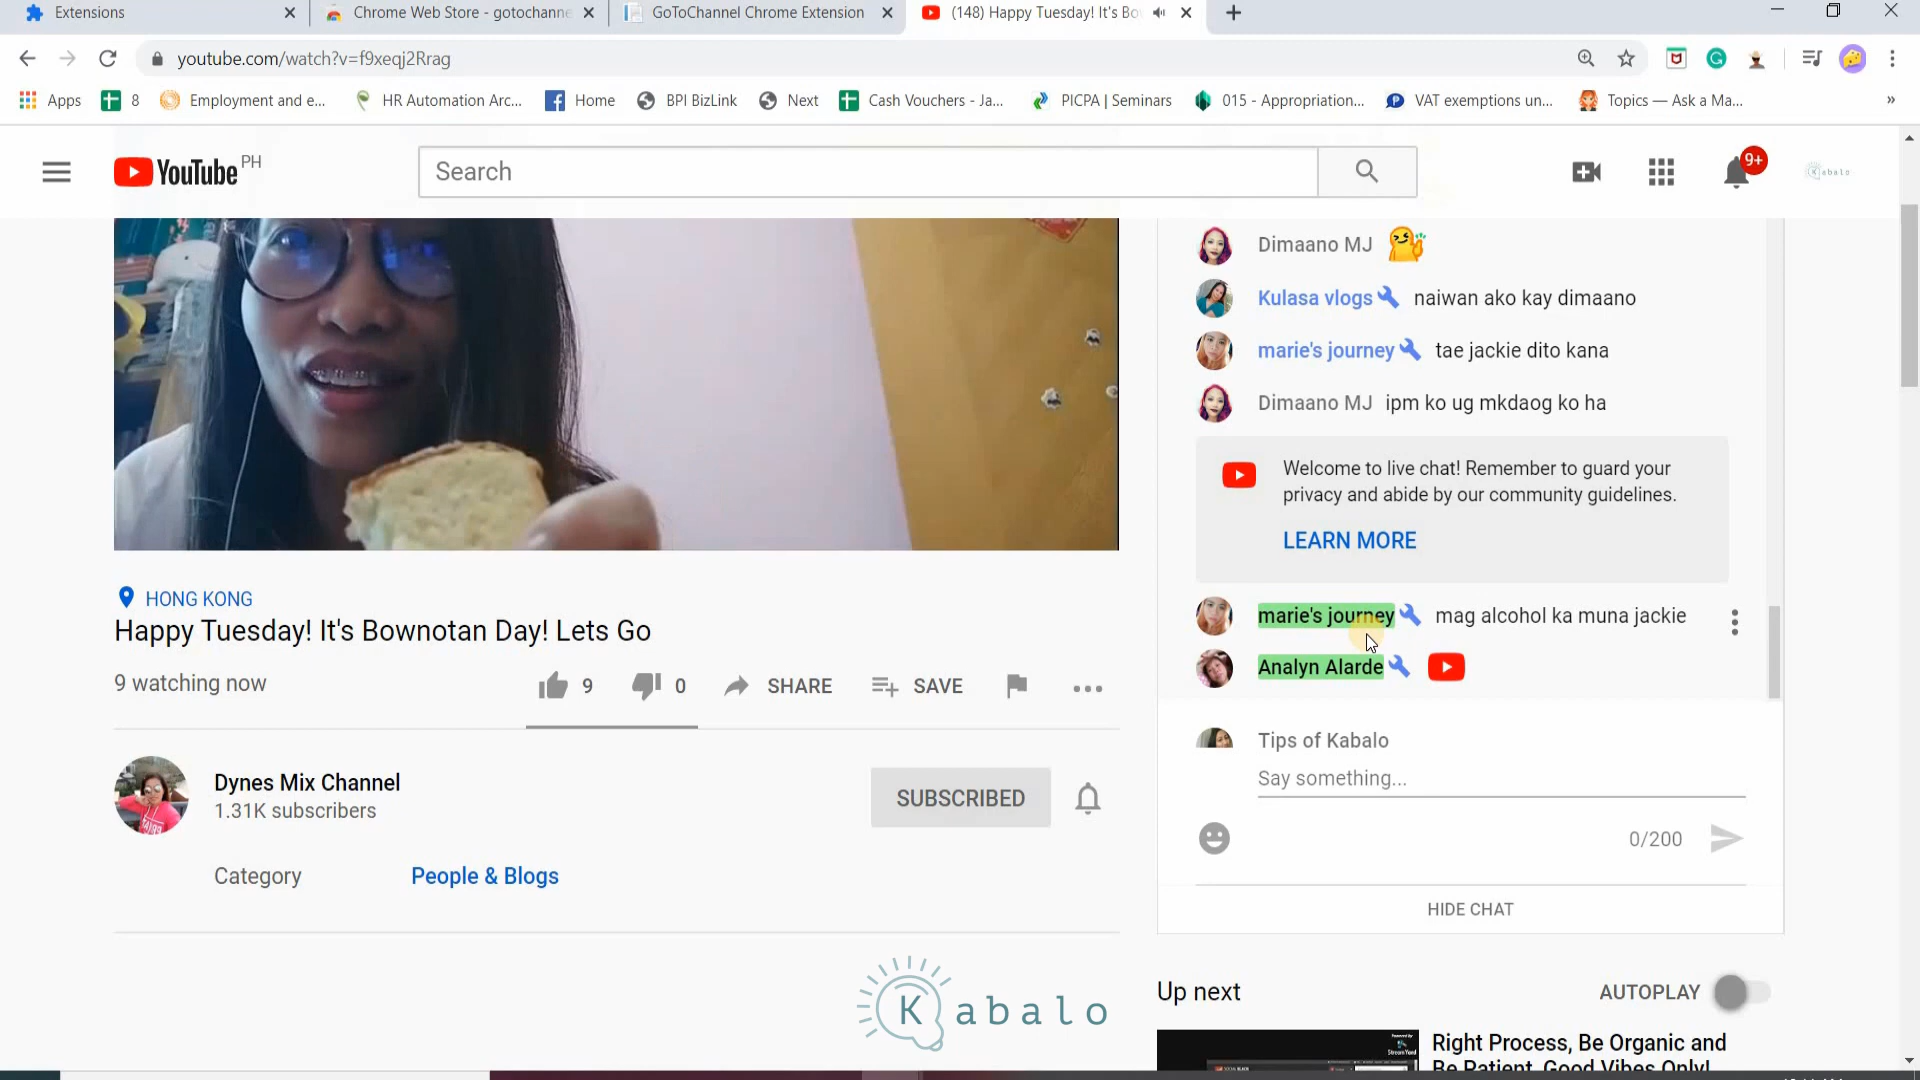 Extensions
Chrome Web Store - gotochanne
GoToChannel Chrome Extension
(148) Happy Tuesday! It's Bo
youtube.com/watch?v=f9xeqj2Rrag
Apps
8
Employment and e...
HR Automation Arc...
Home
BPI BizLink
Next
Cash Vouchers - Ja...
PICPA | Seminars
015 - Appropriation...
VAT exemptions un...
Topics — Ask a Ma...
»
YouTube PH
Search
9+
Kabalo
Dimaano MJ
Kulasa vlogs naiwan ako kay dimaano
marie's journey tae jackie dito kana
Dimaano MJ ipm ko ug mkdaog ko ha
Welcome to live chat! Remember to guard your
privacy and abide by our community guidelines.
LEARN MORE
marie's journey mag alcohol ka muna jackie
Analyn Alarde
Tips of Kabalo
Say something...
0/200
HIDE CHAT
HONG KONG
Happy Tuesday! It's Bownotan Day! Lets Go
9 watching now
9
0
SHARE
SAVE
Dynes Mix Channel
1.31K subscribers
SUBSCRIBED
Category
People & Blogs
Kabalo
Up next
AUTOPLAY
StreamYard
Right Process, Be Organic and
Be Patient, Good Vibes Only!